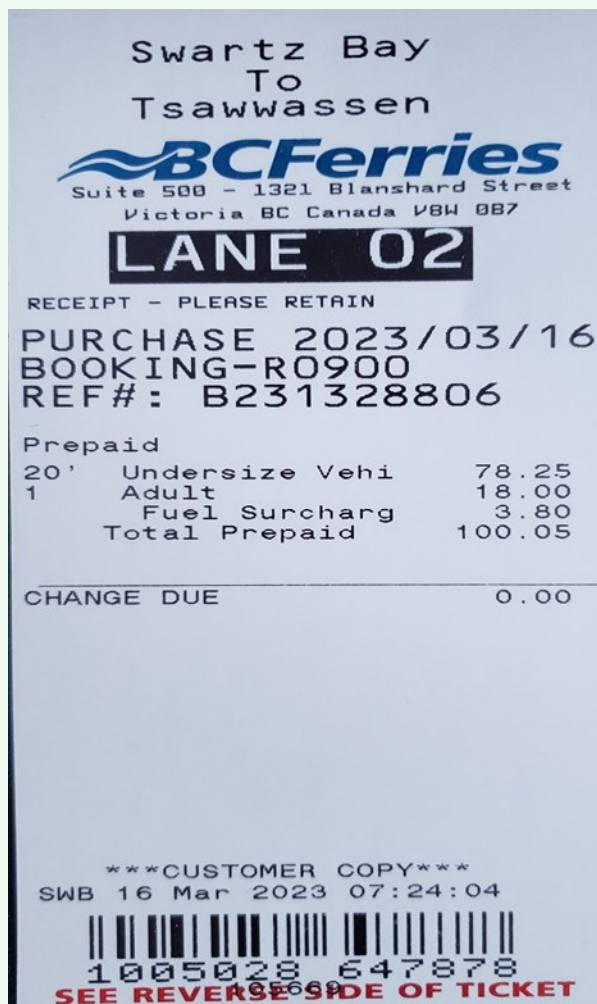 Swartz Bay
To
Tsawwassen
BCFerries
Suite 500 - 1321 Blanshard Street
Victoria BC Canada V8W 0B7
LANE 02
RECEIPT - PLEASE RETAIN
PURCHASE 2023/03/16
BOOKING-R0900
REF#: B231328806
Prepaid
20' Undersize Vehi 78.25
1 Adult 18.00
Fuel Surcharg 3.80
Total Prepaid 100.05
CHANGE DUE 0.00
***CUSTOMER COPY***
SWB 16 Mar 2023 07:24:04
1005028 647878
SEE REVERSE SIDE OF TICKET